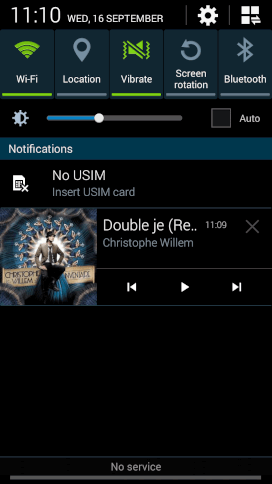 11:10 WED, 16 SEPTEMBER
Wi-Fi
Location
Vibrate
Screen
rotation
Bluetooth
Auto
Notifications
No USIM
Insert USIM card
Double je (Re.. 11:09
Christophe Willem
CHRISTOPHE WILLEM
INVENTAIRE
No service